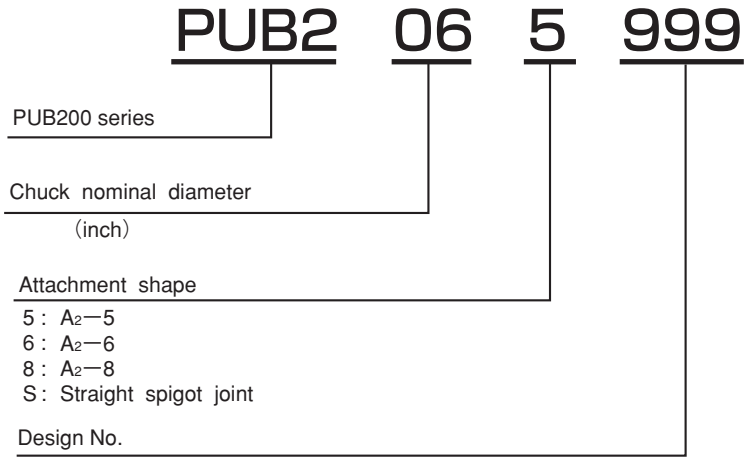 PUB2 06 5 999
PUB200 series
Chuck nominal diameter
（inch）
Attachment shape
5 : A₂—5
6 : A₂—6
8 : A₂—8
S : Straight spigot joint
Design No.